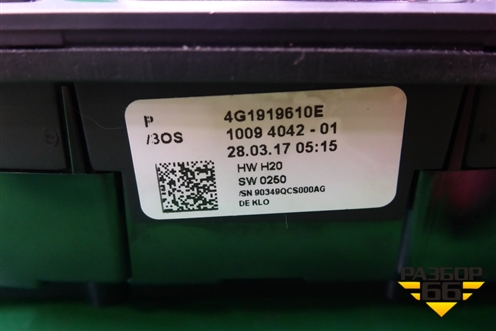 P 4G1919610E
/3OS 1009 4042 - 01
28.03.17 05:15
HW H20
SW 0250
/SN 90349QCS000AG
DE KLO
РАЗБОР
66